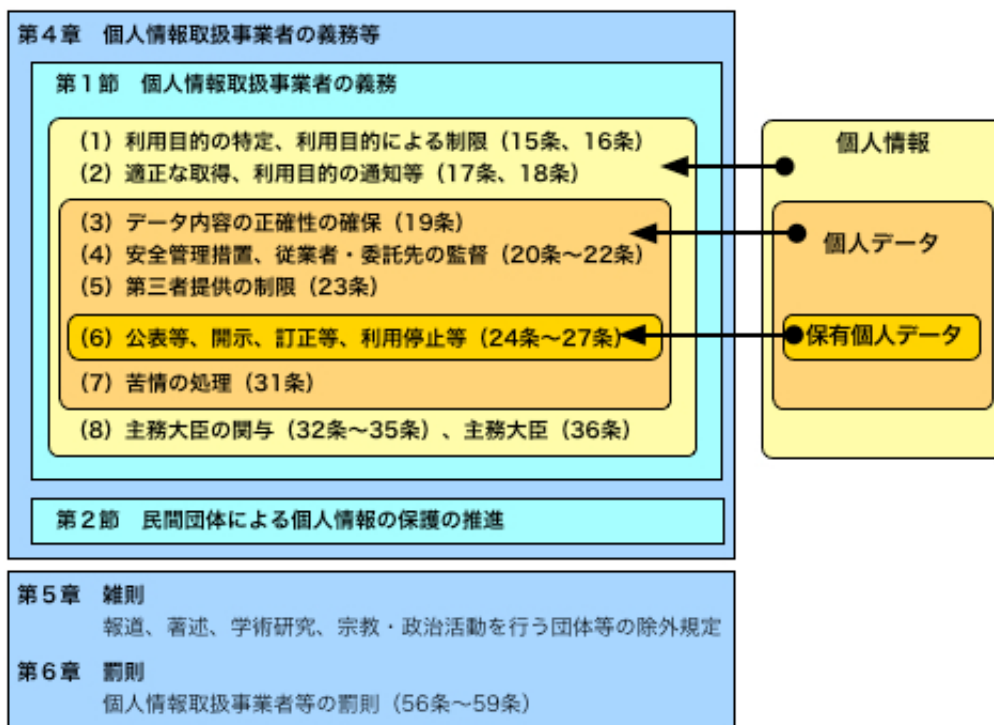 第4章 個人情報取扱事業者の義務等
第1節 個人情報取扱事業者の義務
(1) 利用目的の特定、利用目的による制限（15条、16条）
(2) 適正な取得、利用目的の通知等（17条、18条）
(3) データ内容の正確性の確保（19条）
(4) 安全管理措置、従業者・委託先の監督（20条～22条）
(5) 第三者提供の制限（23条）
(6) 公表等、開示、訂正等、利用停止等（24条～27条）
(7) 苦情の処理（31条）
(8) 主務大臣の関与（32条～35条）、主務大臣（36条）
第2節 民間団体による個人情報の保護の推進
個人情報
個人データ
保有個人データ
第5章 雑則
報道、著述、学術研究、宗教・政治活動を行う団体等の除外規定
第6章 罰則
個人情報取扱事業者等の罰則（56条～59条）